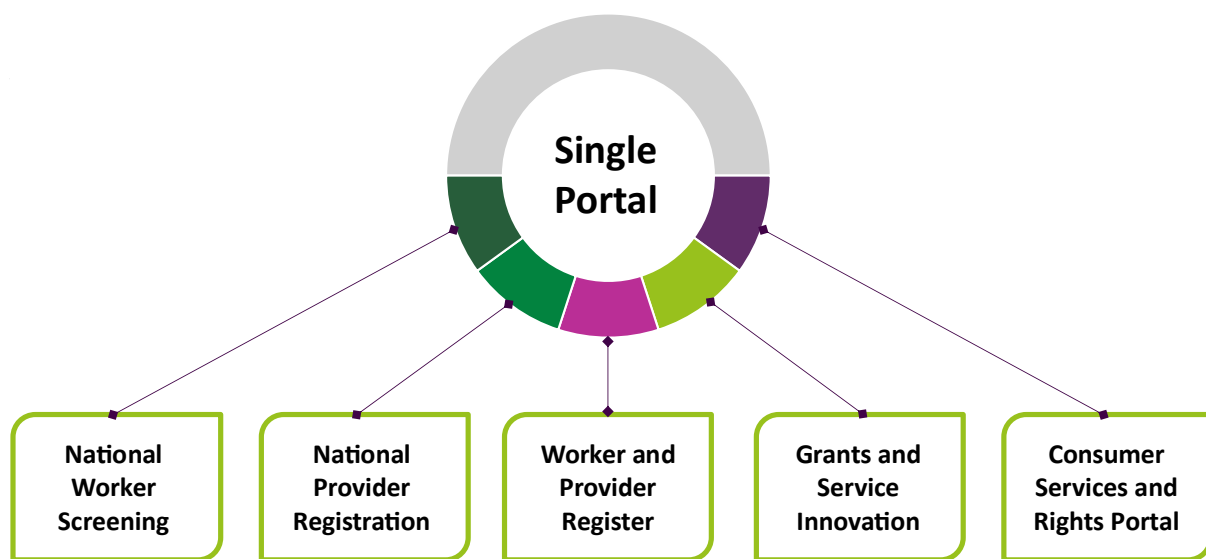 Single
Portal
National
Worker
Screening
National
Provider
Registration
Worker and
Provider
Register
Grants and
Service
Innovation
Consumer
Services and
Rights Portal